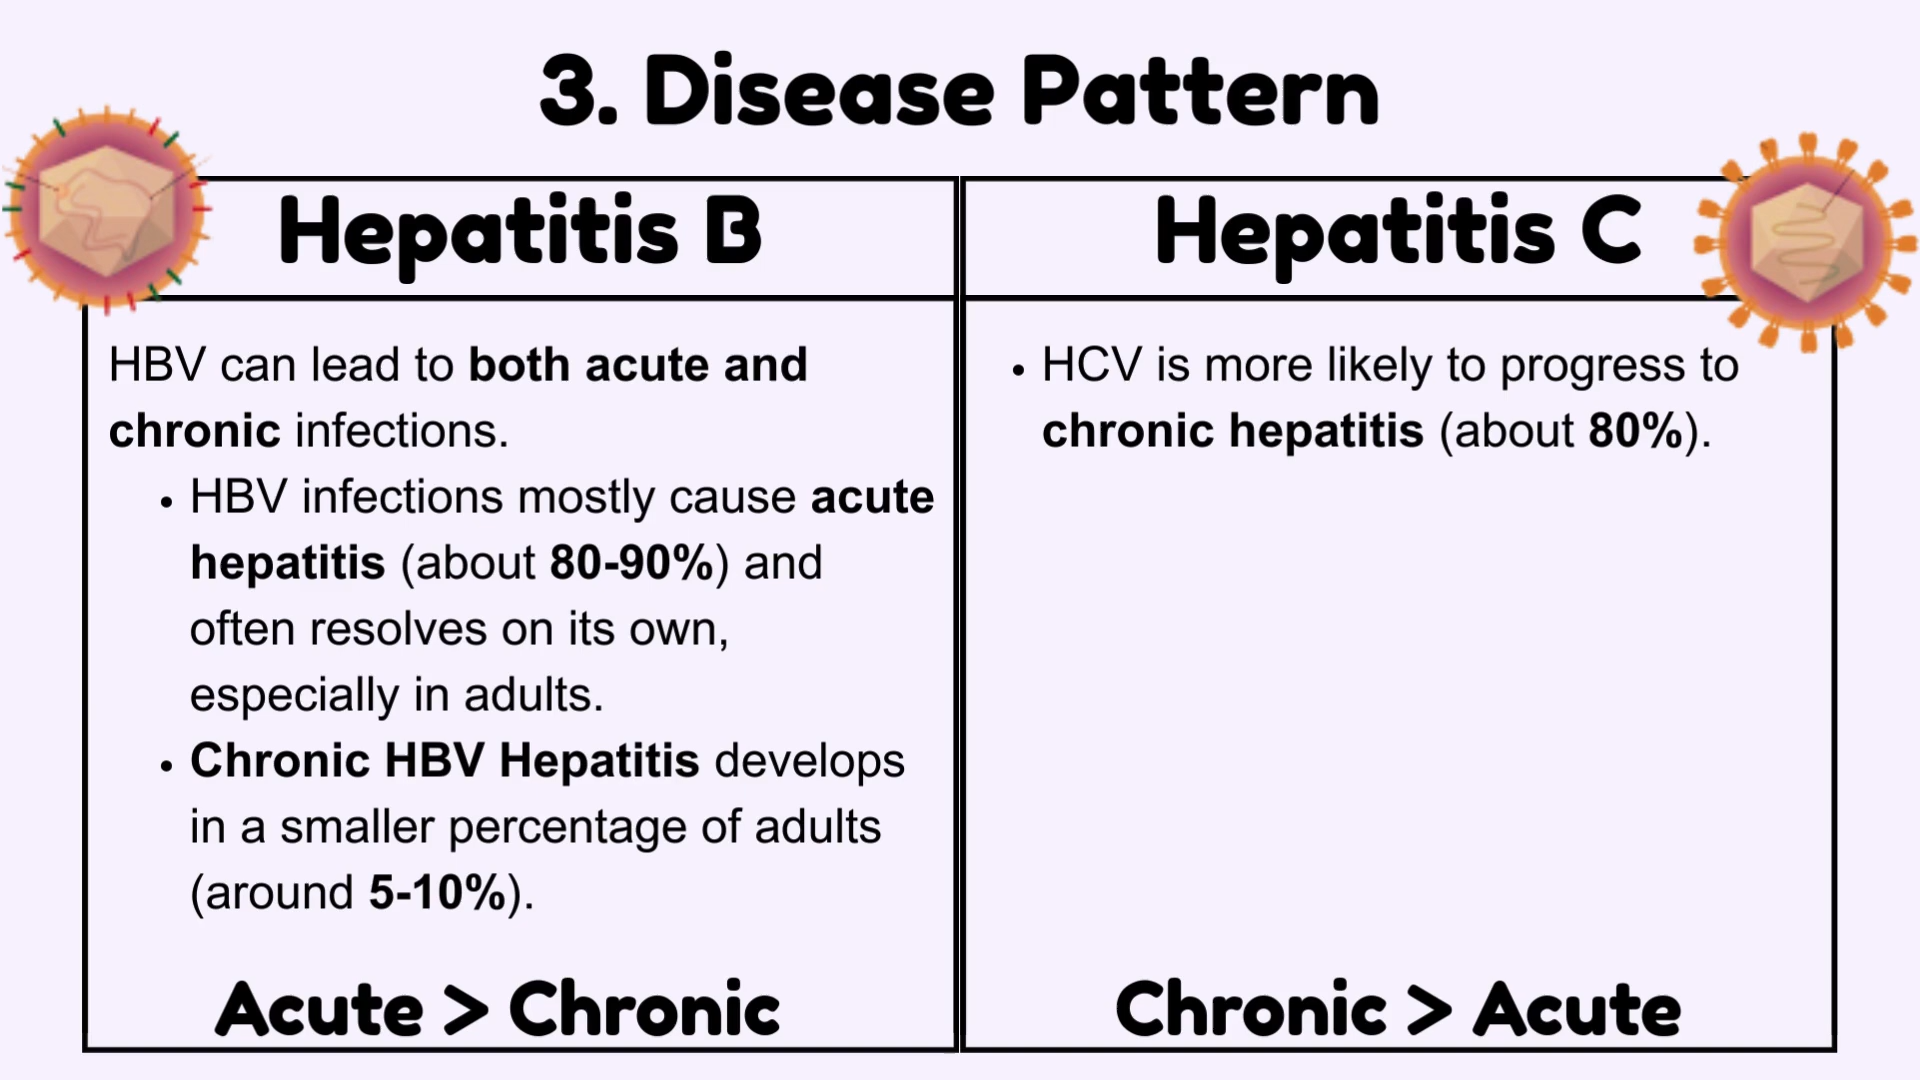 3. Disease Pattern
Hepatitis B
HBV can lead to both acute and
chronic infections.
• HBV infections mostly cause acute
hepatitis (about 80-90%) and
often resolves on its own,
especially in adults.
• Chronic HBV Hepatitis develops
in a smaller percentage of adults
(around 5-10%).
Acute > Chronic
Hepatitis C
• HCV is more likely to progress to
chronic hepatitis (about 80%).
Chronic > Acute